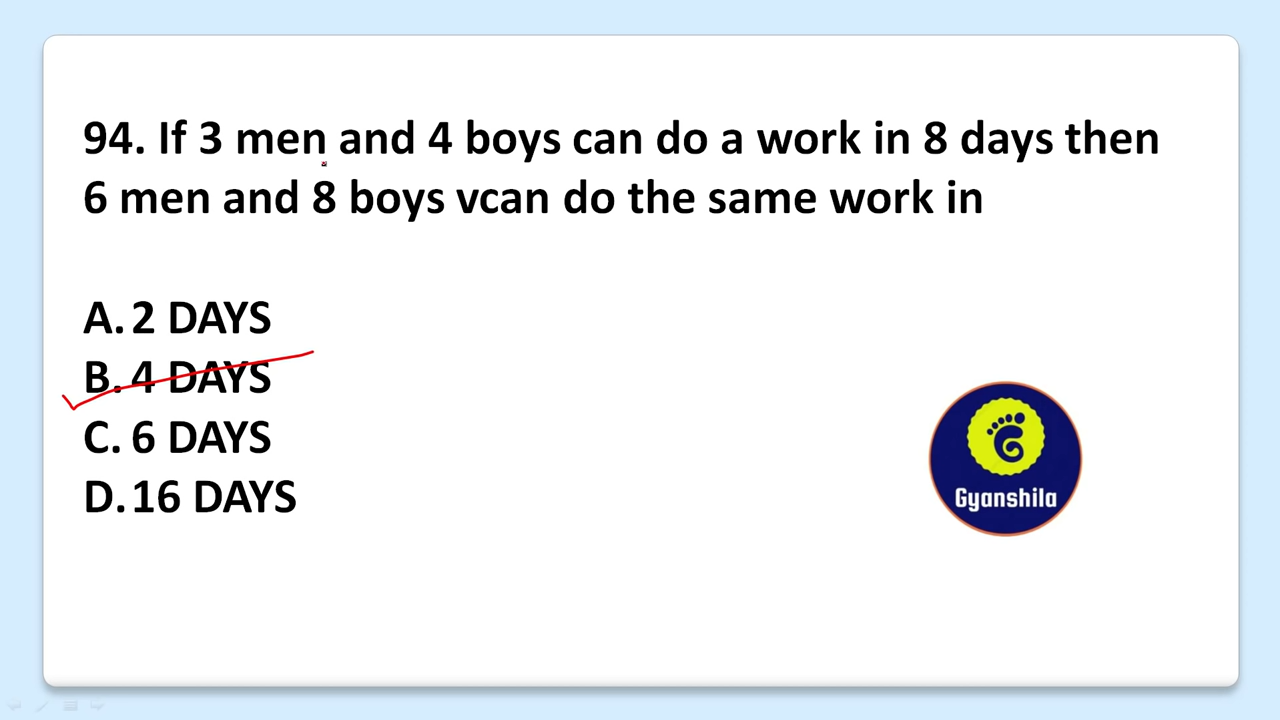 94. If 3 men and 4 boys can do a work in 8 days then
6 men and 8 boys vcan do the same work in
A. 2 DAYS
B. 4 DAYS
C. 6 DAYS
D. 16 DAYS
Gyanshila